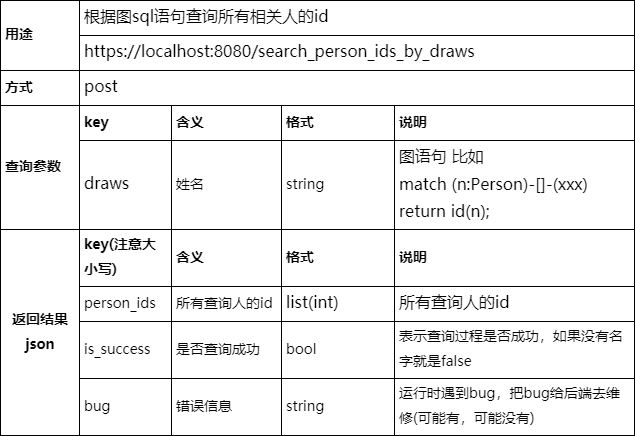 用途
根据图sql语句查询所有相关人的id
https://localhost:8080/search_person_ids_by_draws
方式
post
查询参数
key
含义
格式
说明
draws
姓名
string
图语句 比如
match (n:Person)-[]-(xxx)
return id(n);
返回结果
json
key(注意大
小写)
含义
格式
说明
person_ids
所有查询人的id
list(int)
所有查询人的id
is_success
是否查询成功
bool
表示查询过程是否成功，如果没有名
字就是false
bug
错误信息
string
运行时遇到bug，把bug给后端去维
修(可能有，可能没有)